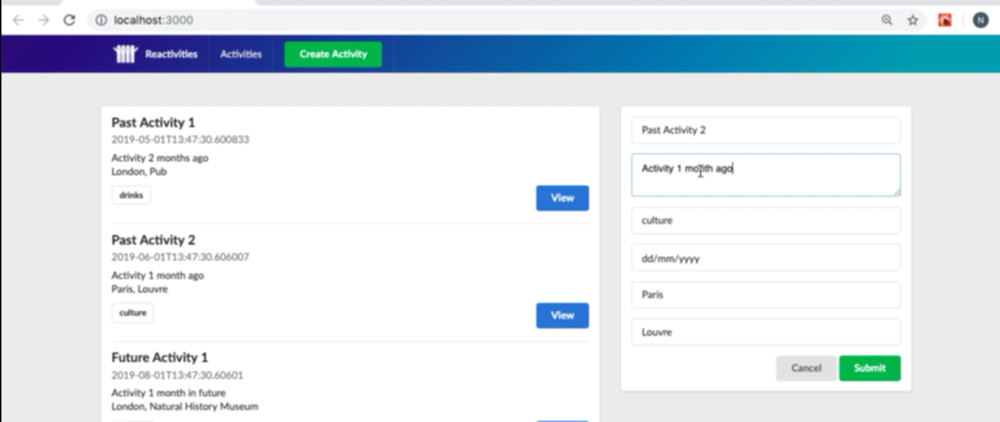 localhost:3000
N
Reactivities
Activities
Create Activity
Past Activity 1
2019-05-01T13:47:30.600833
Activity 2 months ago
London, Pub
drinks
View
Past Activity 2
2019-06-01T13:47:30.606007
Activity 1 month ago
Paris, Louvre
culture
View
Future Activity 1
2019-08-01T13:47:30.60601
Activity 1 month in future
London, Natural History Museum
Past Activity 2
Activity 1 month ago
culture
dd/mm/yyyy
Paris
Louvre
Cancel
Submit